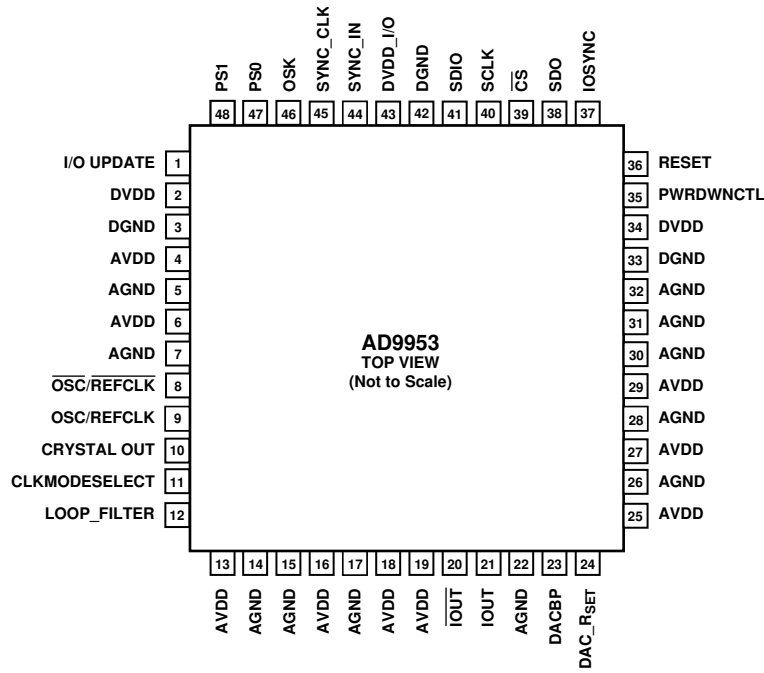 PS1
PS0
OSK
SYNC_CLK
SYNC_IN
DVDD_I/O
DGND
SDIO
SCLK
C̅S̅
SDO
IOSYNC
48
47
46
45
44
43
42
41
40
39
38
37
I/O UPDATE 1
DVDD 2
DGND 3
AVDD 4
AGND 5
AVDD 6
AGND 7
O̅S̅C̅/R̅E̅F̅C̅L̅K̅ 8
OSC/REFCLK 9
CRYSTAL OUT 10
CLKMODESELECT 11
LOOP_FILTER 12
AD9953
TOP VIEW
(Not to Scale)
36 RESET
35 PWRDWNCTL
34 DVDD
33 DGND
32 AGND
31 AGND
30 AGND
29 AVDD
28 AGND
27 AVDD
26 AGND
25 AVDD
13
14
15
16
17
18
19
20
21
22
23
24
AVDD
AGND
AGND
AVDD
AGND
AVDD
AVDD
I̅O̅U̅T̅
IOUT
AGND
DACBP
DAC_RSET